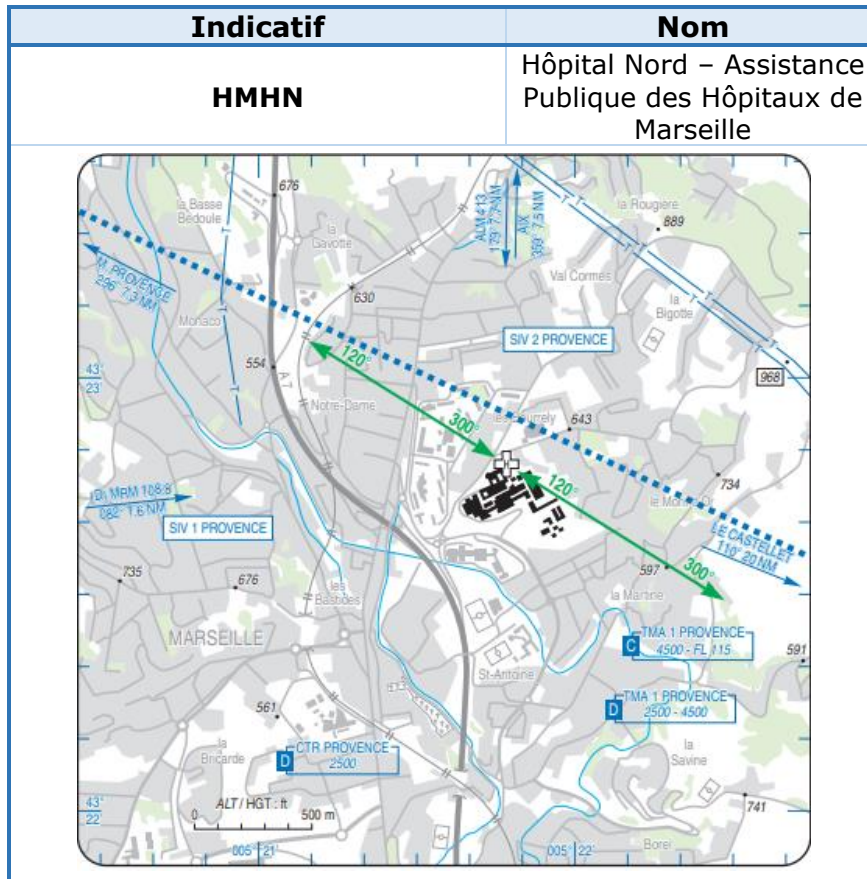 Indicatif
Nom
HMHN
Hôpital Nord – Assistance
Publique des Hôpitaux de
Marseille
676
la Basse
Bedoule
la
Gavotte
ALM 413
179° 7.7 NM
AIX
359° 7.5 NM
la Rougière
889
M. PROVENCE
296° 7.3 NM
630
Val Cormes
la
Bigotte
Monaco
SIV 2 PROVENCE
43°
23'
554
A 7
120°
968
Notre-Dame
300°
643
734
120°
MRM 108.8
082° 1.6 NM
SIV 1 PROVENCE
LE CASTELLET
110° 20 NM
735
676
les
Bastides
597
300°
la Martine
MARSEILLE
C
TMA 1 PROVENCE
4500 - FL 115
591
St-Antoine
561
D
TMA 1 PROVENCE
2500 - 4500
la
Bricarde
D
CTR PROVENCE
2500
la
Savine
43°
22'
ALT / HGT : ft
0
500 m
741
005° 21'
005° 22'
Borel